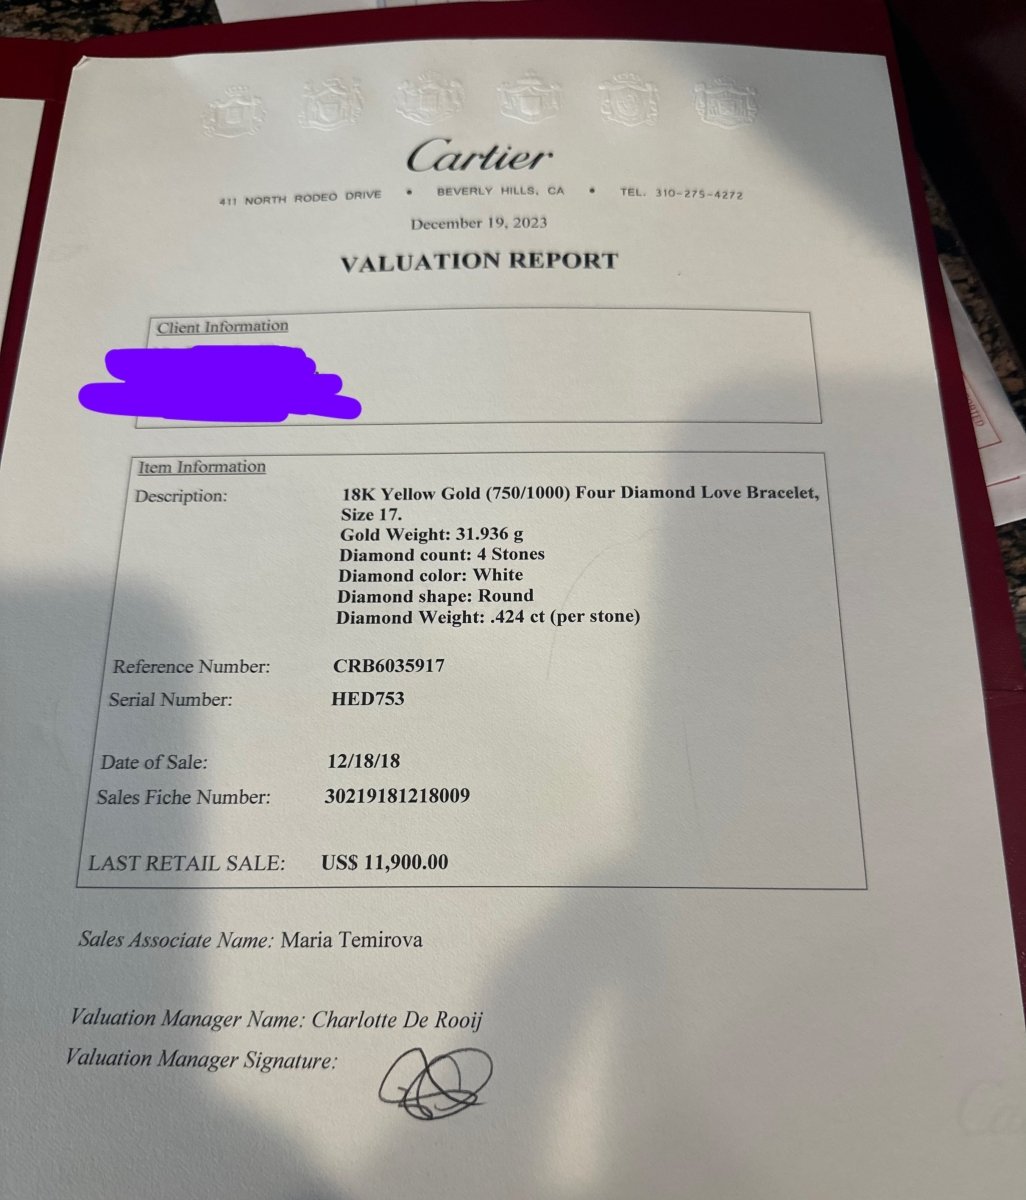 Cartier
411 NORTH RODEO DRIVE • BEVERLY HILLS, CA • TEL. 310-275-4272
December 19, 2023
VALUATION REPORT
Client Information
Item Information
Description: 18K Yellow Gold (750/1000) Four Diamond Love Bracelet,
Size 17.
Gold Weight: 31.936 g
Diamond count: 4 Stones
Diamond color: White
Diamond shape: Round
Diamond Weight: .424 ct (per stone)
Reference Number: CRB6035917
Serial Number: HED753
Date of Sale: 12/18/18
Sales Fiche Number: 30219181218009
LAST RETAIL SALE: US$ 11,900.00
Sales Associate Name: Maria Temirova
Valuation Manager Name: Charlotte De Rooij
Valuation Manager Signature: